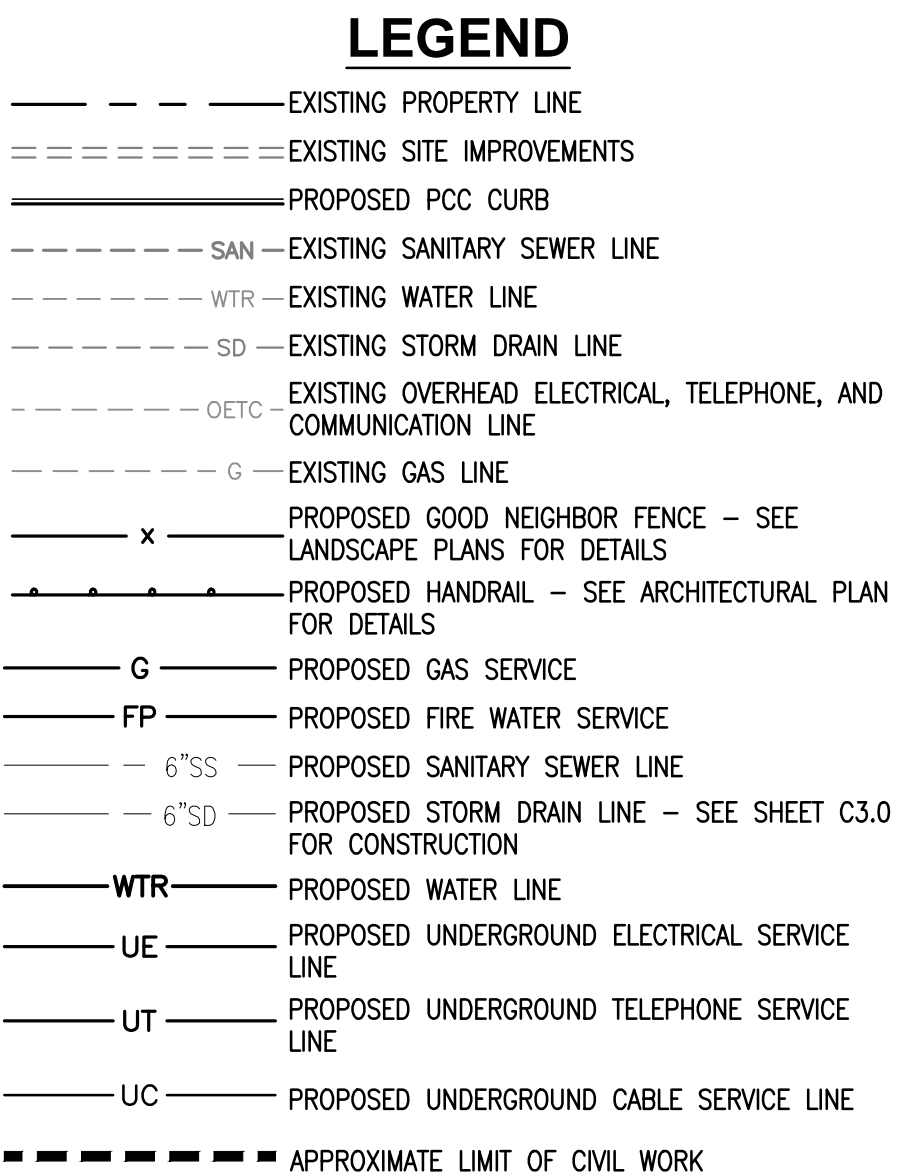 LEGEND
EXISTING PROPERTY LINE
EXISTING SITE IMPROVEMENTS
PROPOSED PCC CURB
SAN EXISTING SANITARY SEWER LINE
WTR EXISTING WATER LINE
SD EXISTING STORM DRAIN LINE
OETC EXISTING OVERHEAD ELECTRICAL, TELEPHONE, AND
COMMUNICATION LINE
G EXISTING GAS LINE
X PROPOSED GOOD NEIGHBOR FENCE – SEE
LANDSCAPE PLANS FOR DETAILS
PROPOSED HANDRAIL – SEE ARCHITECTURAL PLAN
FOR DETAILS
G PROPOSED GAS SERVICE
FP PROPOSED FIRE WATER SERVICE
6"SS PROPOSED SANITARY SEWER LINE
6"SD PROPOSED STORM DRAIN LINE – SEE SHEET C3.0
FOR CONSTRUCTION
WTR PROPOSED WATER LINE
UE PROPOSED UNDERGROUND ELECTRICAL SERVICE
LINE
UT PROPOSED UNDERGROUND TELEPHONE SERVICE
LINE
UC PROPOSED UNDERGROUND CABLE SERVICE LINE
APPROXIMATE LIMIT OF CIVIL WORK